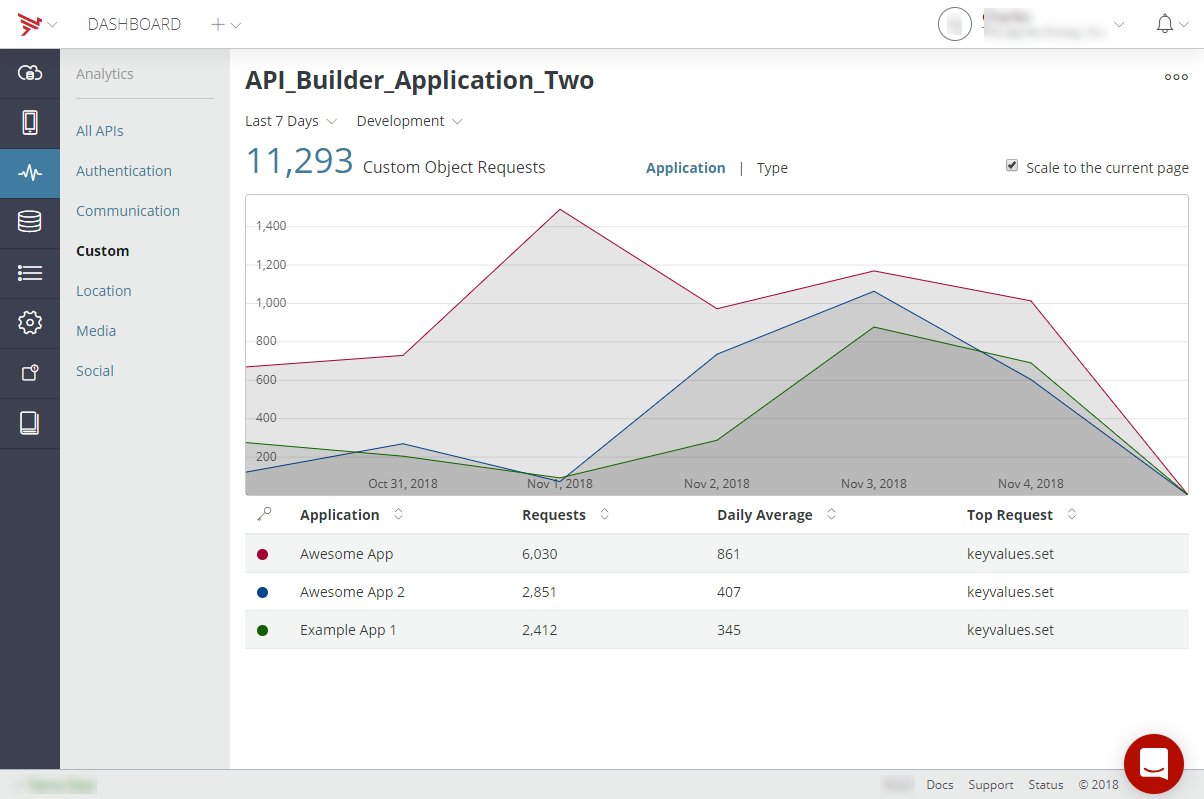 DASHBOARD
Analytics
All APIs
Authentication
Communication
Custom
Location
Media
Social
API_Builder_Application_Two
Last 7 Days Development
11,293 Custom Object Requests Application | Type Scale to the current page
1,400
1,200
1,000
800
600
400
200
Oct 31, 2018 Nov 1, 2018 Nov 2, 2018 Nov 3, 2018 Nov 4, 2018
Application Requests Daily Average Top Request
Awesome App 6,030 861 keyvalues.set
Awesome App 2 2,851 407 keyvalues.set
Example App 1 2,412 345 keyvalues.set
Docs Support Status © 2018